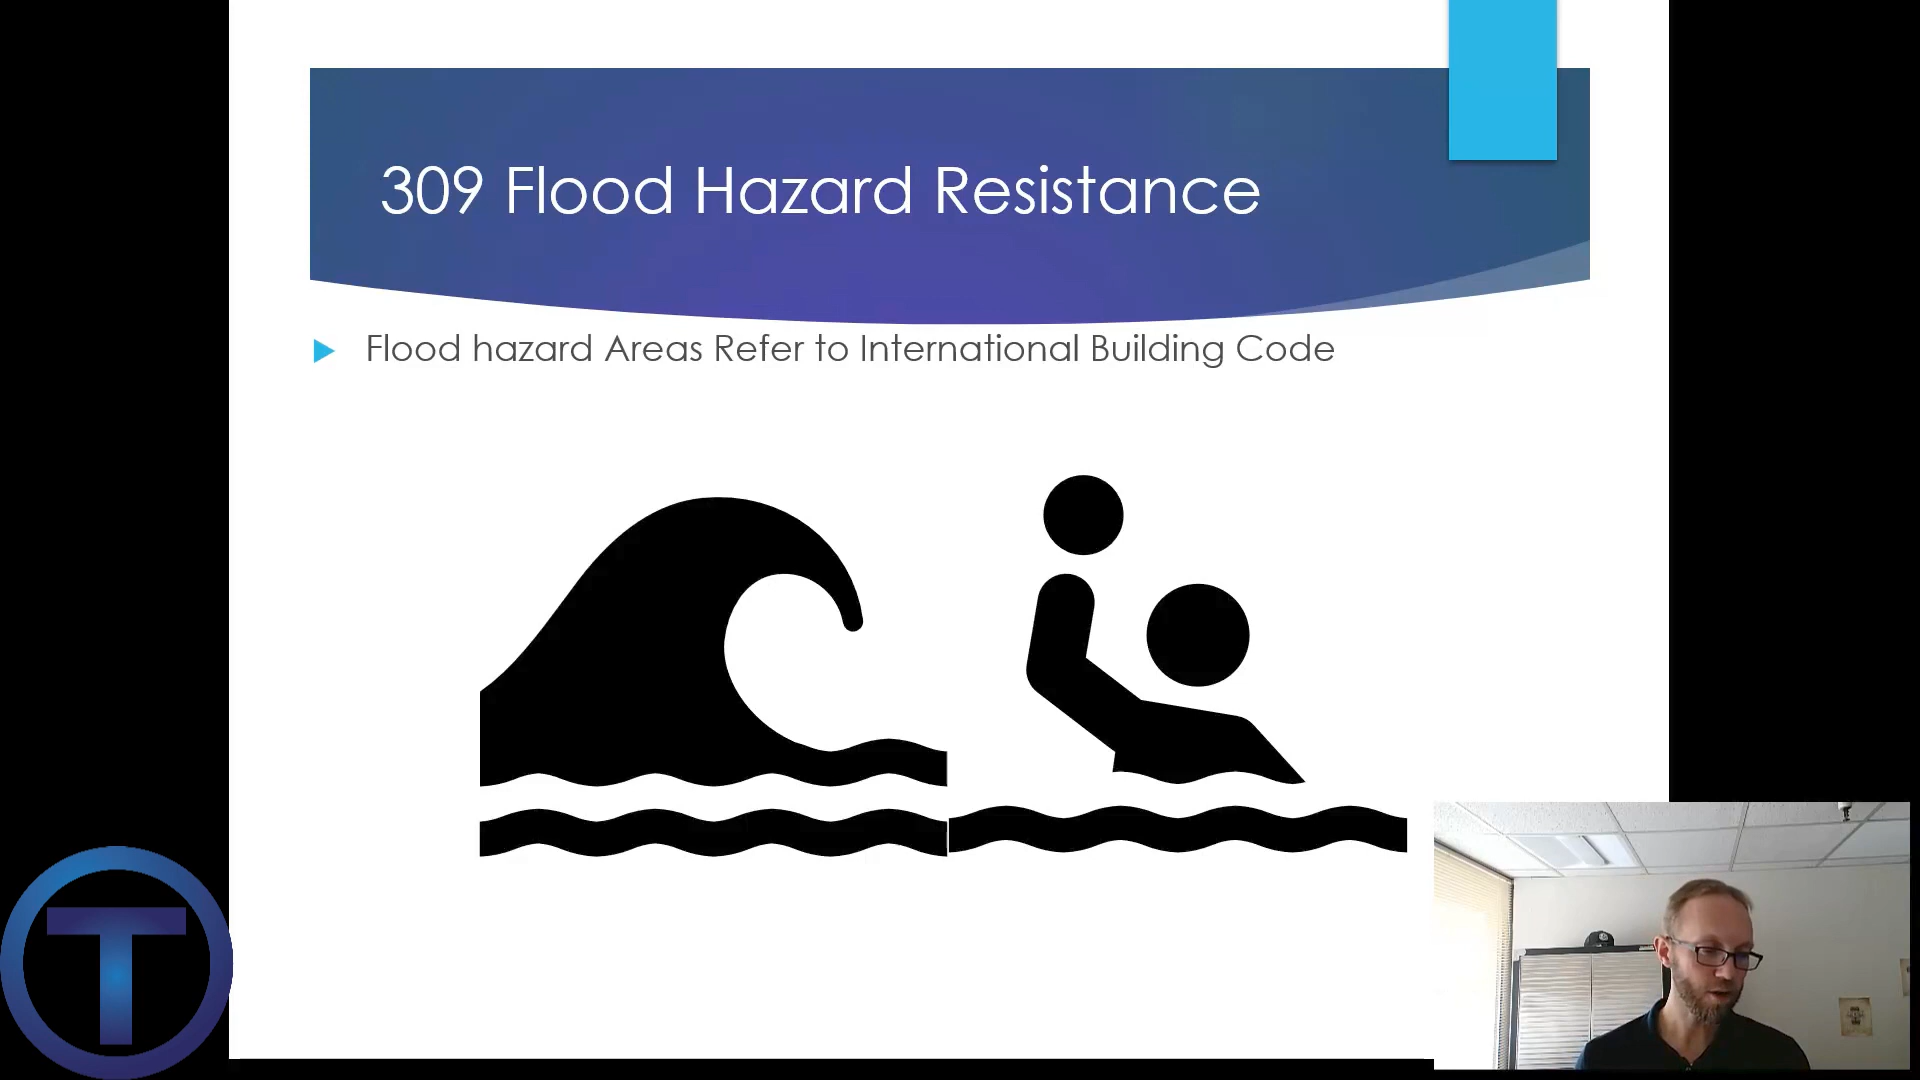 309 Flood Hazard Resistance
Flood hazard Areas Refer to International Building Code
T